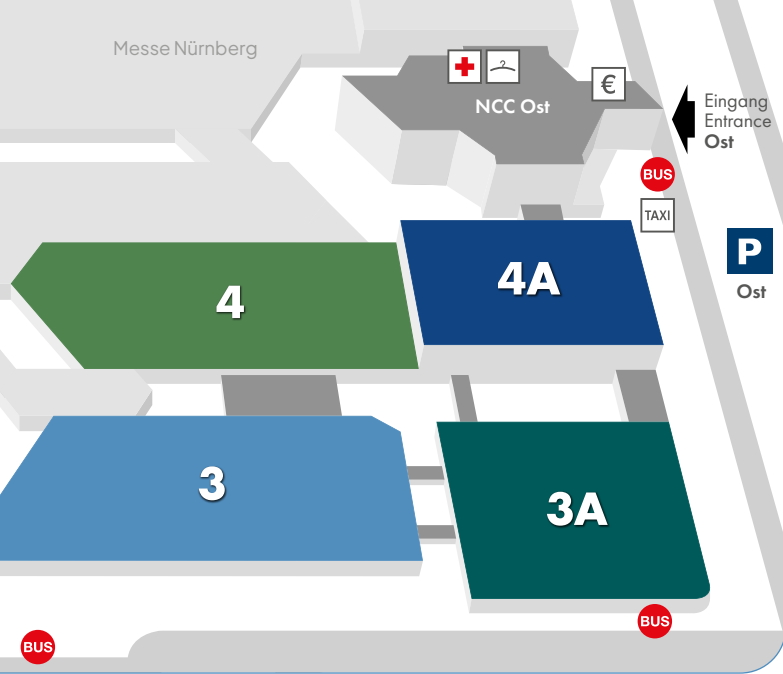 Messe Nürnberg
€
NCC Ost
Eingang
Entrance
Ost
BUS
TAXI
P
Ost
4
4A
3
3A
BUS
BUS